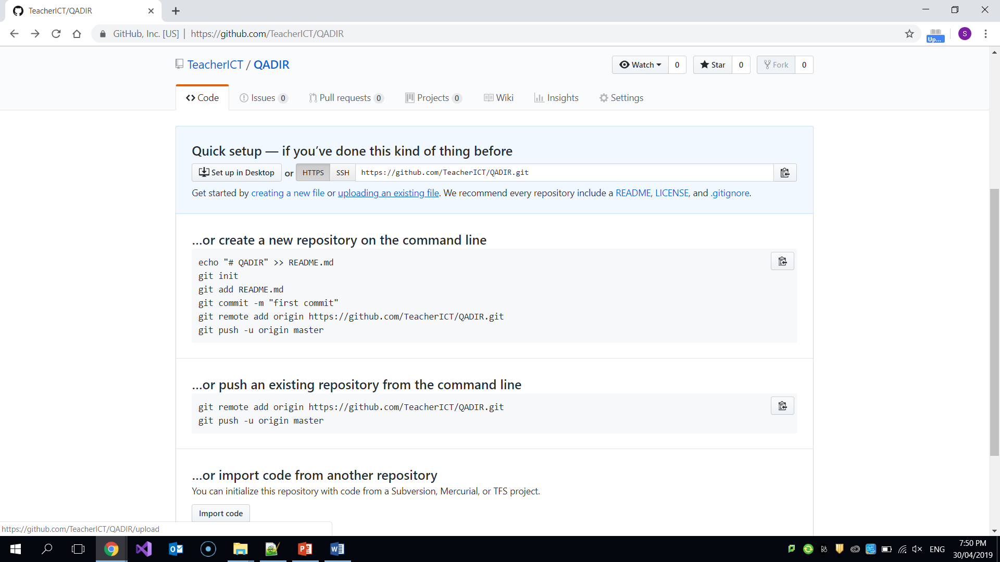 TeacherICT/QADIR
GitHub, Inc. [US] | https://github.com/TeacherICT/QADIR
Up...
S
TeacherICT / QADIR
Watch 0 Star 0 Fork 0
Code Issues 0 Pull requests 0 Projects 0 Wiki Insights Settings
Quick setup — if you’ve done this kind of thing before
Set up in Desktop or HTTPS SSH https://github.com/TeacherICT/QADIR.git
Get started by creating a new file or uploading an existing file. We recommend every repository include a README, LICENSE, and .gitignore.
…or create a new repository on the command line
echo "# QADIR" >> README.md
git init
git add README.md
git commit -m "first commit"
git remote add origin https://github.com/TeacherICT/QADIR.git
git push -u origin master
…or push an existing repository from the command line
git remote add origin https://github.com/TeacherICT/QADIR.git
git push -u origin master
…or import code from another repository
You can initialize this repository with code from a Subversion, Mercurial, or TFS project.
Import code
https://github.com/TeacherICT/QADIR/upload
ENG
7:50 PM
30/04/2019